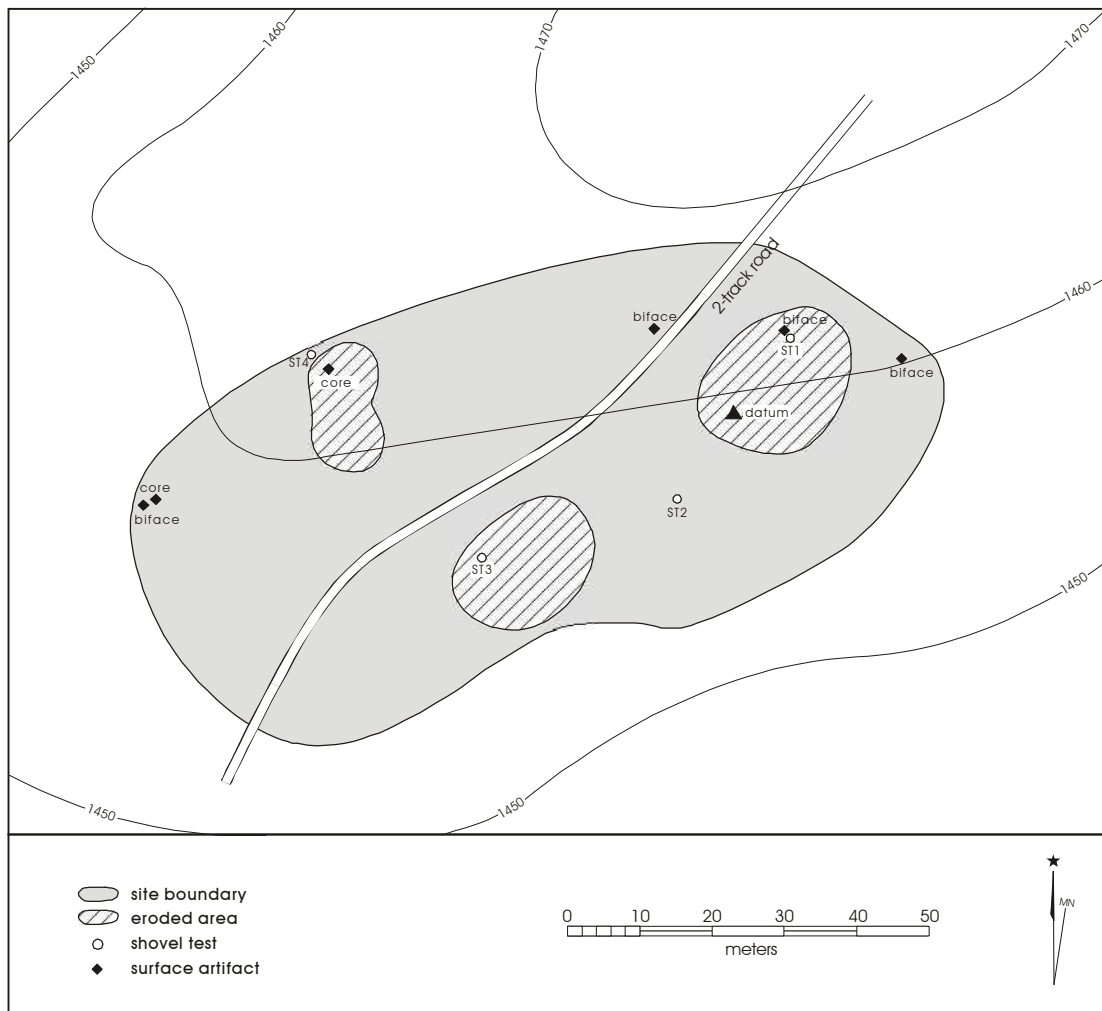 1450
1460
1470
1470
2-track road
1460
biface
biface
ST1
biface
ST4
core
datum
core
biface
ST2
ST3
1450
1450
1450
site boundary
eroded area
shovel test
surface artifact
0 10 20 30 40 50
meters
MN